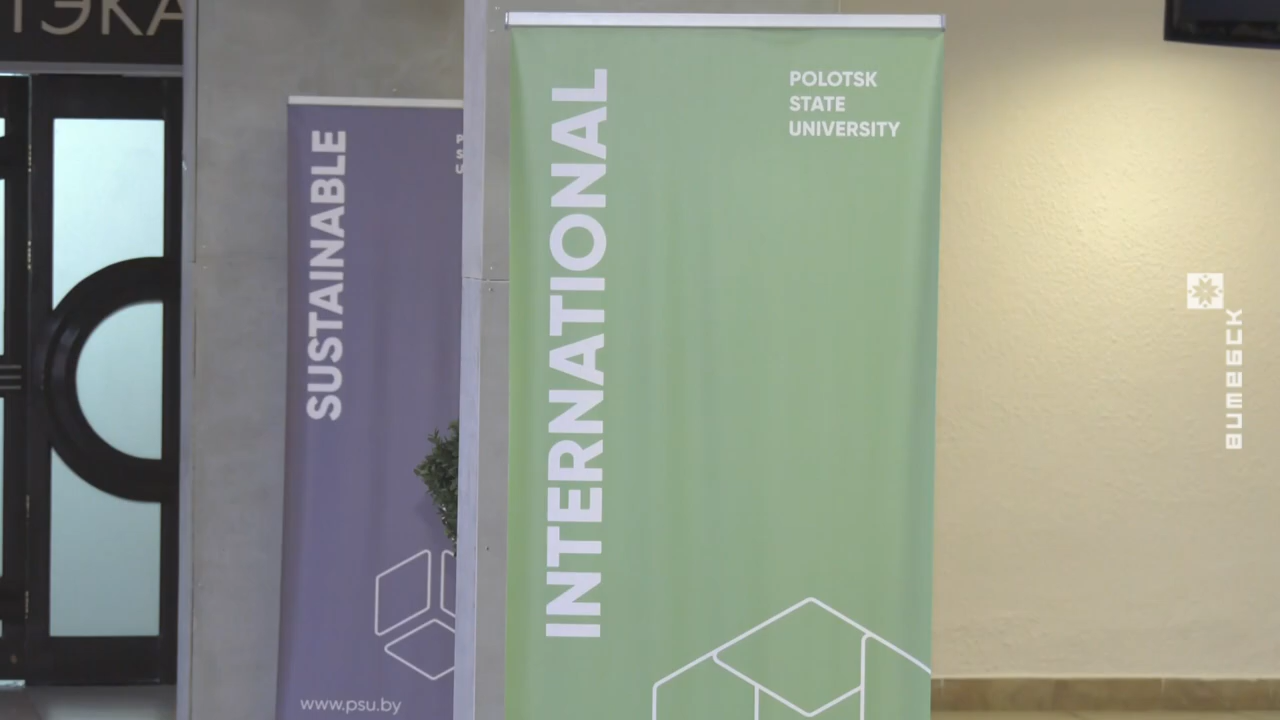 ТЭКА
SUSTAINABLE
www.psu.by
INTERNATIONAL
POLOTSK
STATE
UNIVERSITY
витебск